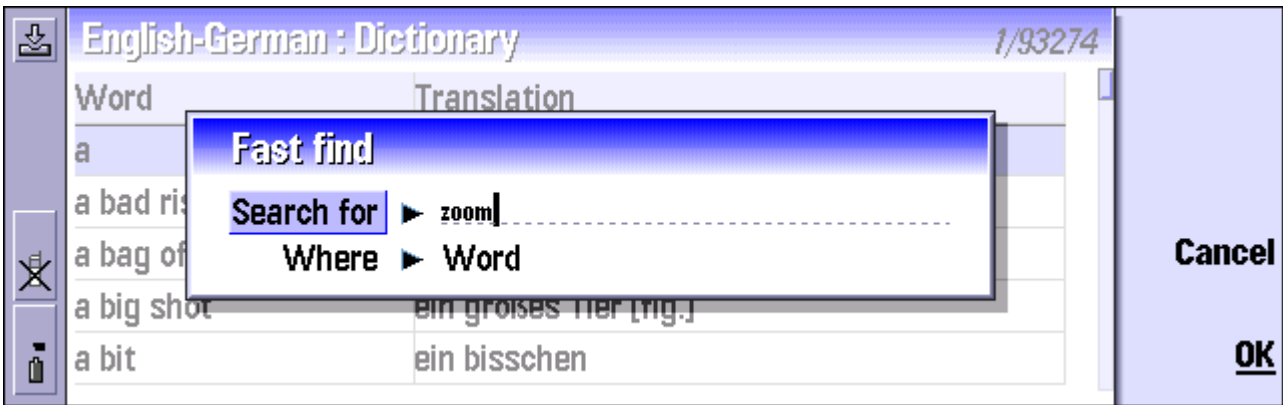 English-German : Dictionary 1/93274
Word Translation
a
Fast find
a bad ris
Search for zoom
a bag of
Where Word
Cancel
a big shot ein großes Tier [fig.]
a bit ein bisschen
OK